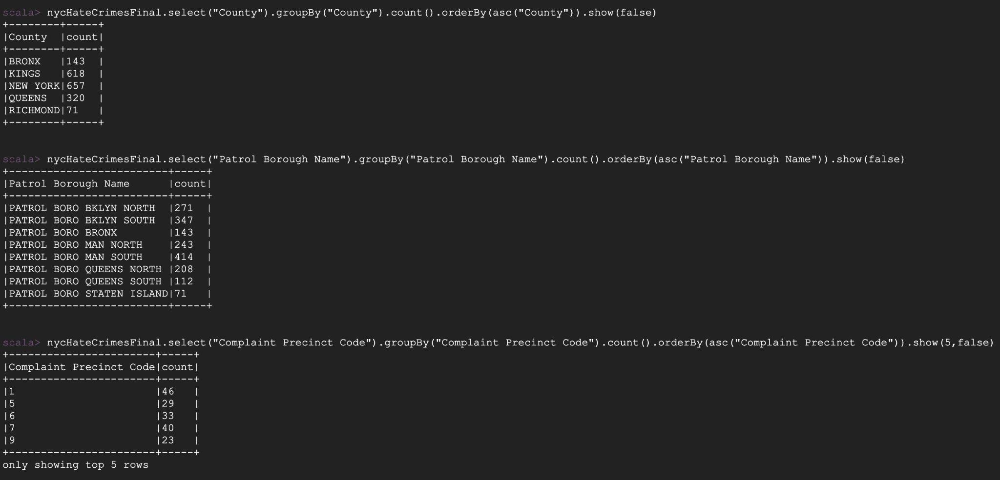 scala> nycHateCrimesFinal.select("County").groupBy("County").count().orderBy(asc("County")).show(false)
+--------+-----+
|County  |count|
+--------+-----+
|BRONX   |143  |
|KINGS   |618  |
|NEW YORK|657  |
|QUEENS  |320  |
|RICHMOND|71   |
+--------+-----+
scala> nycHateCrimesFinal.select("Patrol Borough Name").groupBy("Patrol Borough Name").count().orderBy(asc("Patrol Borough Name")).show(false)
+-------------------------+-----+
|Patrol Borough Name      |count|
+-------------------------+-----+
|PATROL BORO BKLYN NORTH  |271  |
|PATROL BORO BKLYN SOUTH  |347  |
|PATROL BORO BRONX        |143  |
|PATROL BORO MAN NORTH    |243  |
|PATROL BORO MAN SOUTH    |414  |
|PATROL BORO QUEENS NORTH |208  |
|PATROL BORO QUEENS SOUTH |112  |
|PATROL BORO STATEN ISLAND|71   |
+-------------------------+-----+
scala> nycHateCrimesFinal.select("Complaint Precinct Code").groupBy("Complaint Precinct Code").count().orderBy(asc("Complaint Precinct Code")).show(5,false)
+-----------------------+-----+
|Complaint Precinct Code|count|
+-----------------------+-----+
|1                      |46   |
|5                      |29   |
|6                      |33   |
|7                      |40   |
|9                      |23   |
+-----------------------+-----+
only showing top 5 rows